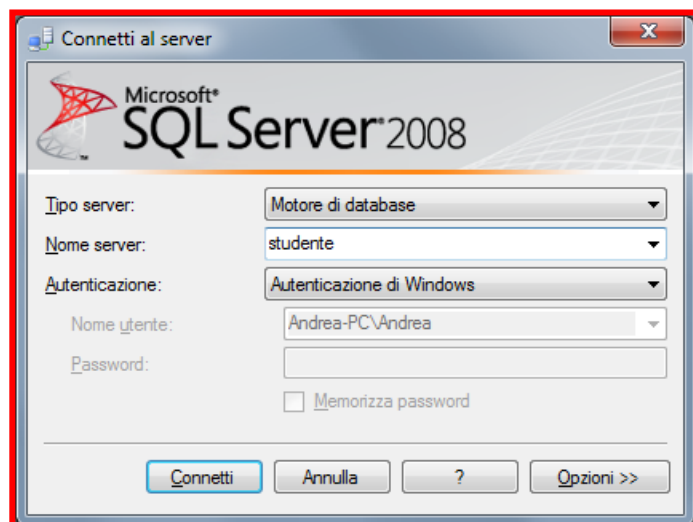 Connetti al server
Microsoft®
SQL Server® 2008
Tipo server: Motore di database
Nome server: studente
Autenticazione: Autenticazione di Windows
Nome utente: Andrea-PC\Andrea
Password:
Memorizza password
Connetti Annulla ? Opzioni >>